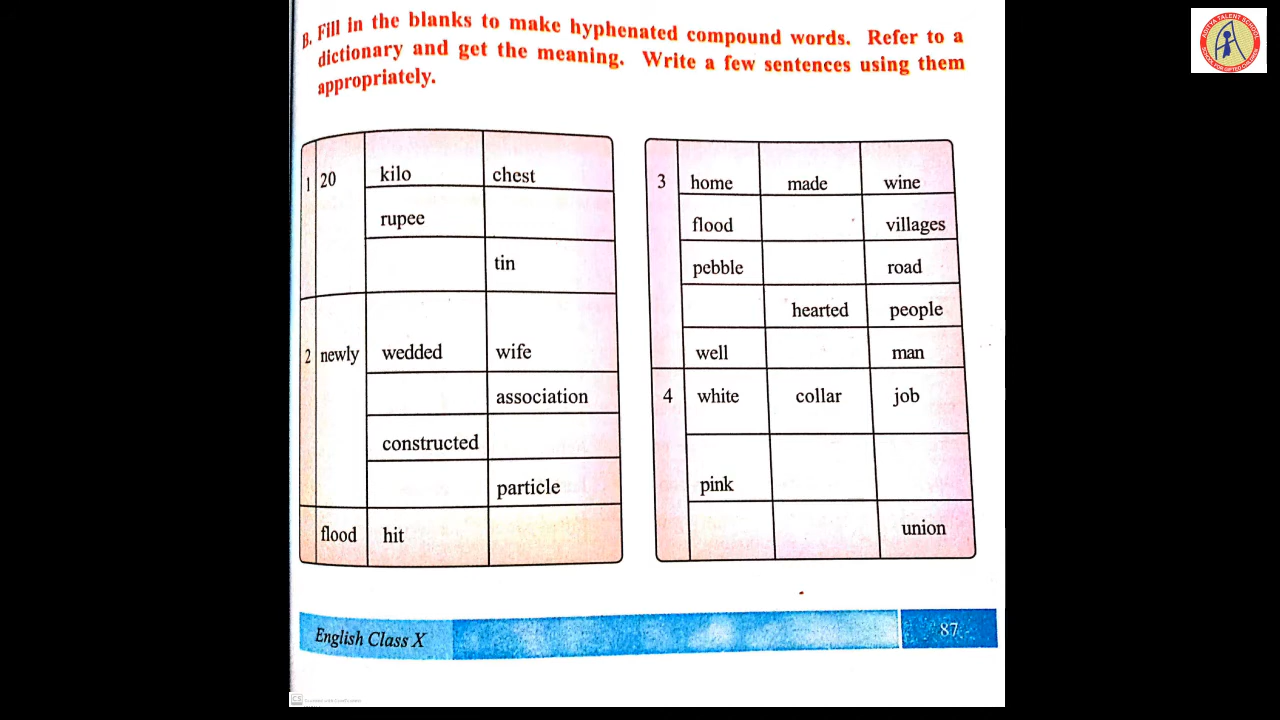 B. Fill in the blanks to make hyphenated compound words. Refer to a
dictionary and get the meaning. Write a few sentences using them
appropriately.
1 20 kilo chest
rupee
tin
2 newly wedded wife
association
constructed
particle
flood hit
3 home made wine
flood villages
pebble road
hearted people
well man
4 white collar job
pink
union
English Class X
87